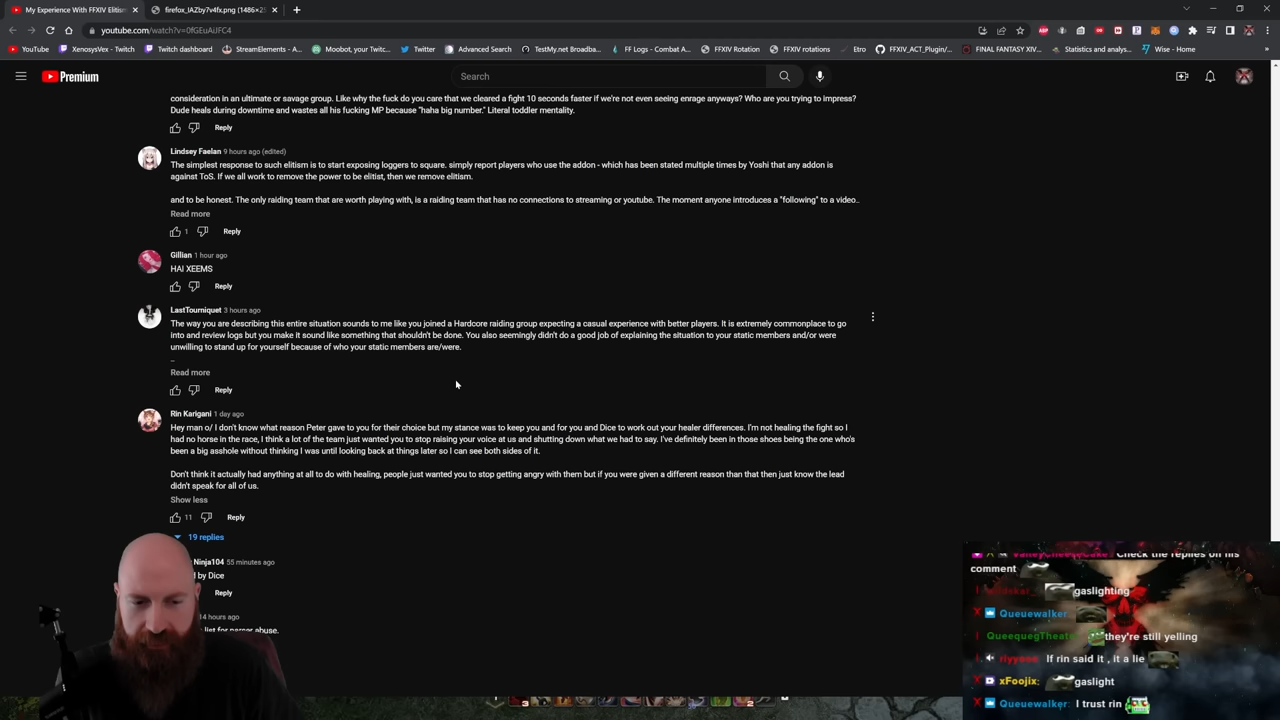 My Experience With FFXIV Elitism
firefox_lAZby7v4fx.png (1486×25
youtube.com/watch?v=0fGEuAiJFC4
YouTube
XenosysVex - Twitch
Twitch dashboard
StreamElements - ...
Moobot, your Twitc...
Twitter
Advanced Search
TestMy.net Broadba...
FF Logs - Combat A...
FFXIV Rotation
FFXIV rotations
Etro
FFXIV_ACT_Plugin/...
FINAL FANTASY XIV...
Statistics and analys...
Wise - Home
Premium
Search
consideration in an ultimate or savage group. Like why the fuck do you care that we cleared a fight 10 seconds faster if we're not even seeing enrage anyways? Who are you trying to impress?
Dude heals during downtime and wastes all his fucking MP because "haha big number." Literal toddler mentality.
Reply
Lindsey Faelan 9 hours ago (edited)
The simplest response to such elitism is to start exposing loggers to square. simply report players who use the addon - which has been stated multiple times by Yoshi that any addon is
against ToS. If we all work to remove the power to be elitist, then we remove elitism.
and to be honest. The only raiding team that are worth playing with, is a raiding team that has no connections to streaming or youtube. The moment anyone introduces a "following" to a video..
Read more
1 Reply
Gillian 1 hour ago
HAI XEEMS
Reply
LastTourniquet 3 hours ago
The way you are describing this entire situation sounds to me like you joined a Hardcore raiding group expecting a casual experience with better players. It is extremely commonplace to go
into and review logs but you make it sound like something that shouldn't be done. You also seemingly didn't do a good job of explaining the situation to your static members and/or were
unwilling to stand up for yourself because of who your static members are/were.
...
Read more
Reply
Rin Karigani 1 day ago
Hey man o/ I don't know what reason Peter gave to you for their choice but my stance was to keep you and for you and Dice to work out your healer differences. I'm not healing the fight so I
had no horse in the race, I think a lot of the team just wanted you to stop raising your voice at us and shutting down what we had to say. I've definitely been in those shoes being the one who's
been a big asshole without thinking I was until looking back at things later so I can see both sides of it.
Don't think it actually had anything at all to do with healing, people just wanted you to stop getting angry with them but if you were given a different reason than that then just know the lead
didn't speak for all of us.
Show less
11 Reply
19 replies
Ninja104 55 minutes ago
by Dice
Reply
hours ago
list for parser abuse.
Check the replies on his
comment
gaslighting
Queuewalker:
QueequegTheate
they're still yelling
If rin said it , it a lie
xFoojix:
gaslight
Queuewalker: I trust rin
3
2